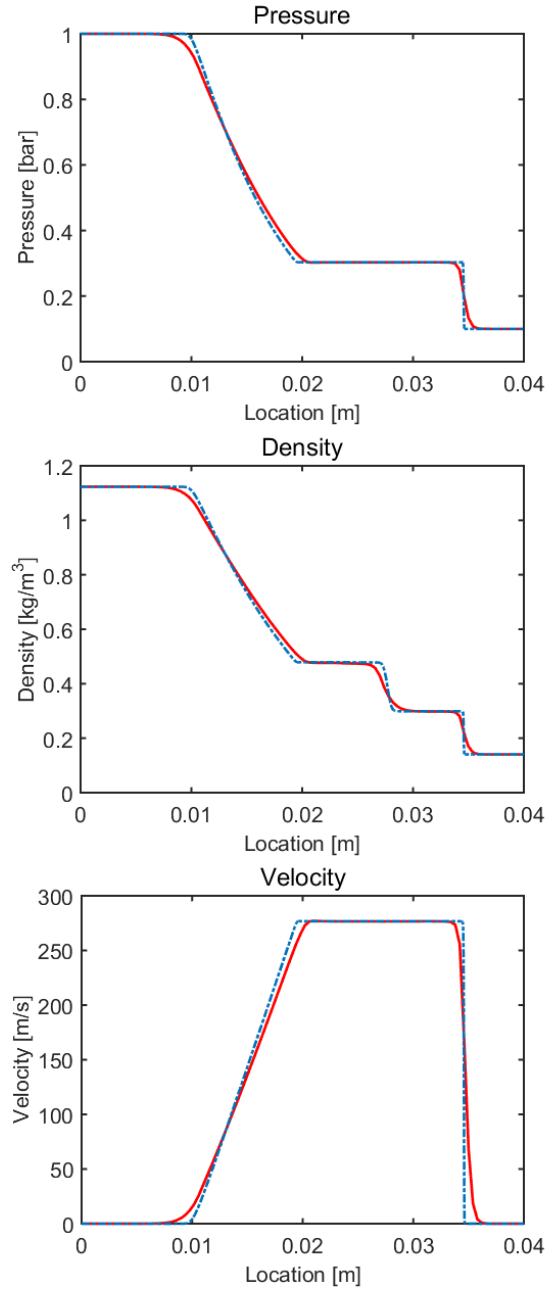 Pressure
1
0.8
0.6
0.4
0.2
0
Pressure [bar]
0 0.01 0.02 0.03 0.04
Location [m]
Density
1.2
1
0.8
0.6
0.4
0.2
0
Density [kg/m³]
0 0.01 0.02 0.03 0.04
Location [m]
Velocity
300
250
200
150
100
50
0
Velocity [m/s]
0 0.01 0.02 0.03 0.04
Location [m]